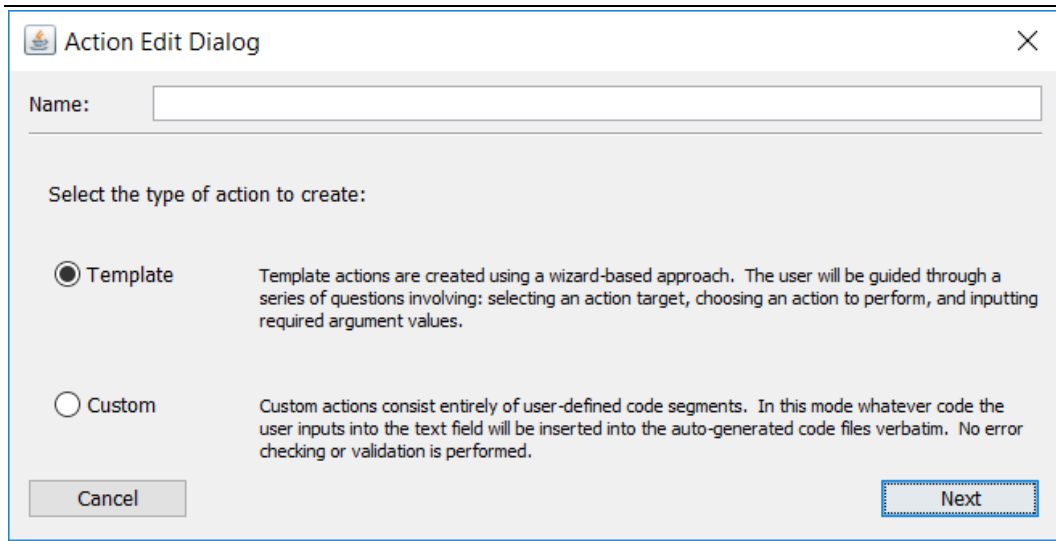 Action Edit Dialog
Name:
Select the type of action to create:
Template
Template actions are created using a wizard-based approach. The user will be guided through a
series of questions involving: selecting an action target, choosing an action to perform, and inputting
required argument values.
Custom
Custom actions consist entirely of user-defined code segments. In this mode whatever code the
user inputs into the text field will be inserted into the auto-generated code files verbatim. No error
checking or validation is performed.
Cancel
Next